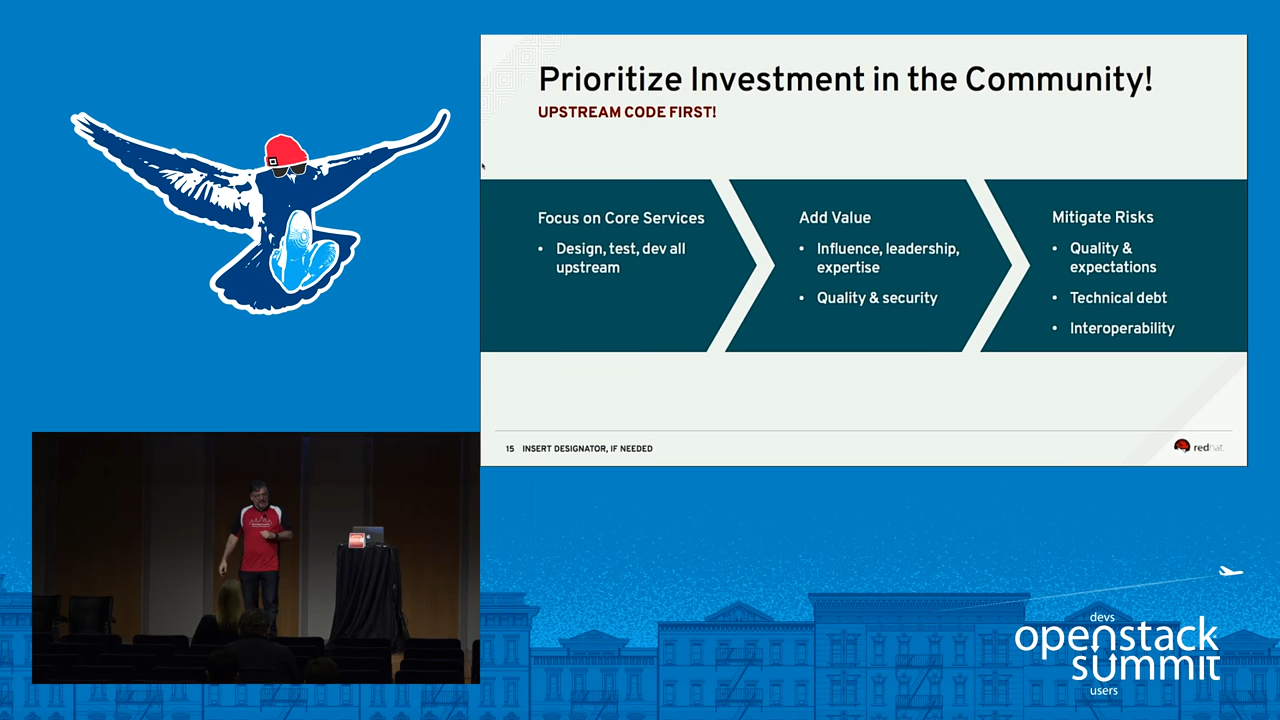 Prioritize Investment in the Community!
UPSTREAM CODE FIRST!
Focus on Core Services
• Design, test, dev all
upstream
Add Value
• Influence, leadership,
expertise
• Quality & security
Mitigate Risks
• Quality &
expectations
• Technical debt
• Interoperability
15 INSERT DESIGNATOR, IF NEEDED
redhat.
devs
openstack
summit
users